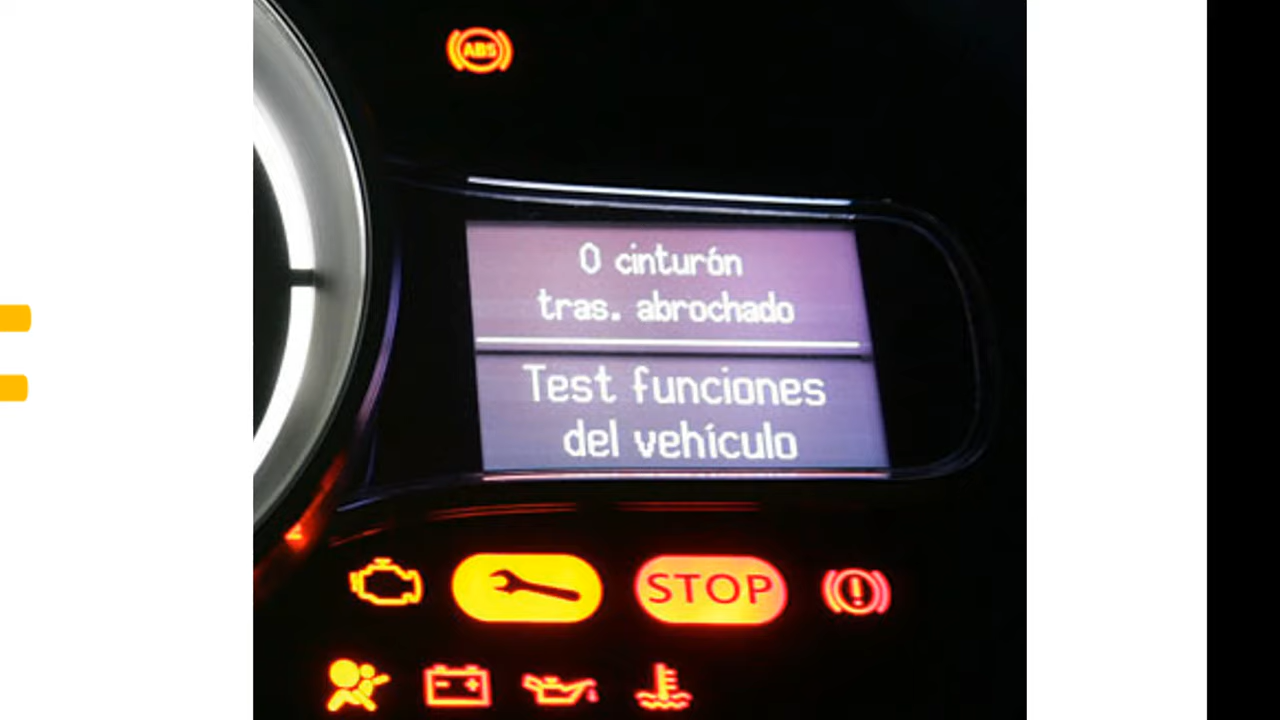 ABS
0 cinturón
tras. abrochado
Test funciones
del vehículo
STOP